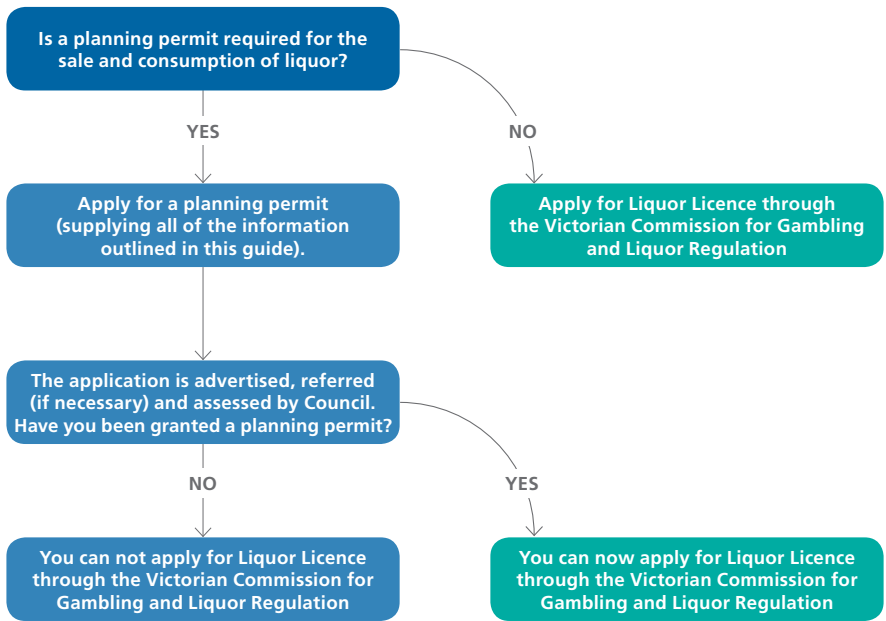 Is a planning permit required for the
sale and consumption of liquor?
YES
NO
Apply for a planning permit
(supplying all of the information
outlined in this guide).
Apply for Liquor Licence through
the Victorian Commission for Gambling
and Liquor Regulation
The application is advertised, referred
(if necessary) and assessed by Council.
Have you been granted a planning permit?
NO
YES
You can not apply for Liquor Licence
through the Victorian Commission for
Gambling and Liquor Regulation
You can now apply for Liquor Licence
through the Victorian Commission for
Gambling and Liquor Regulation